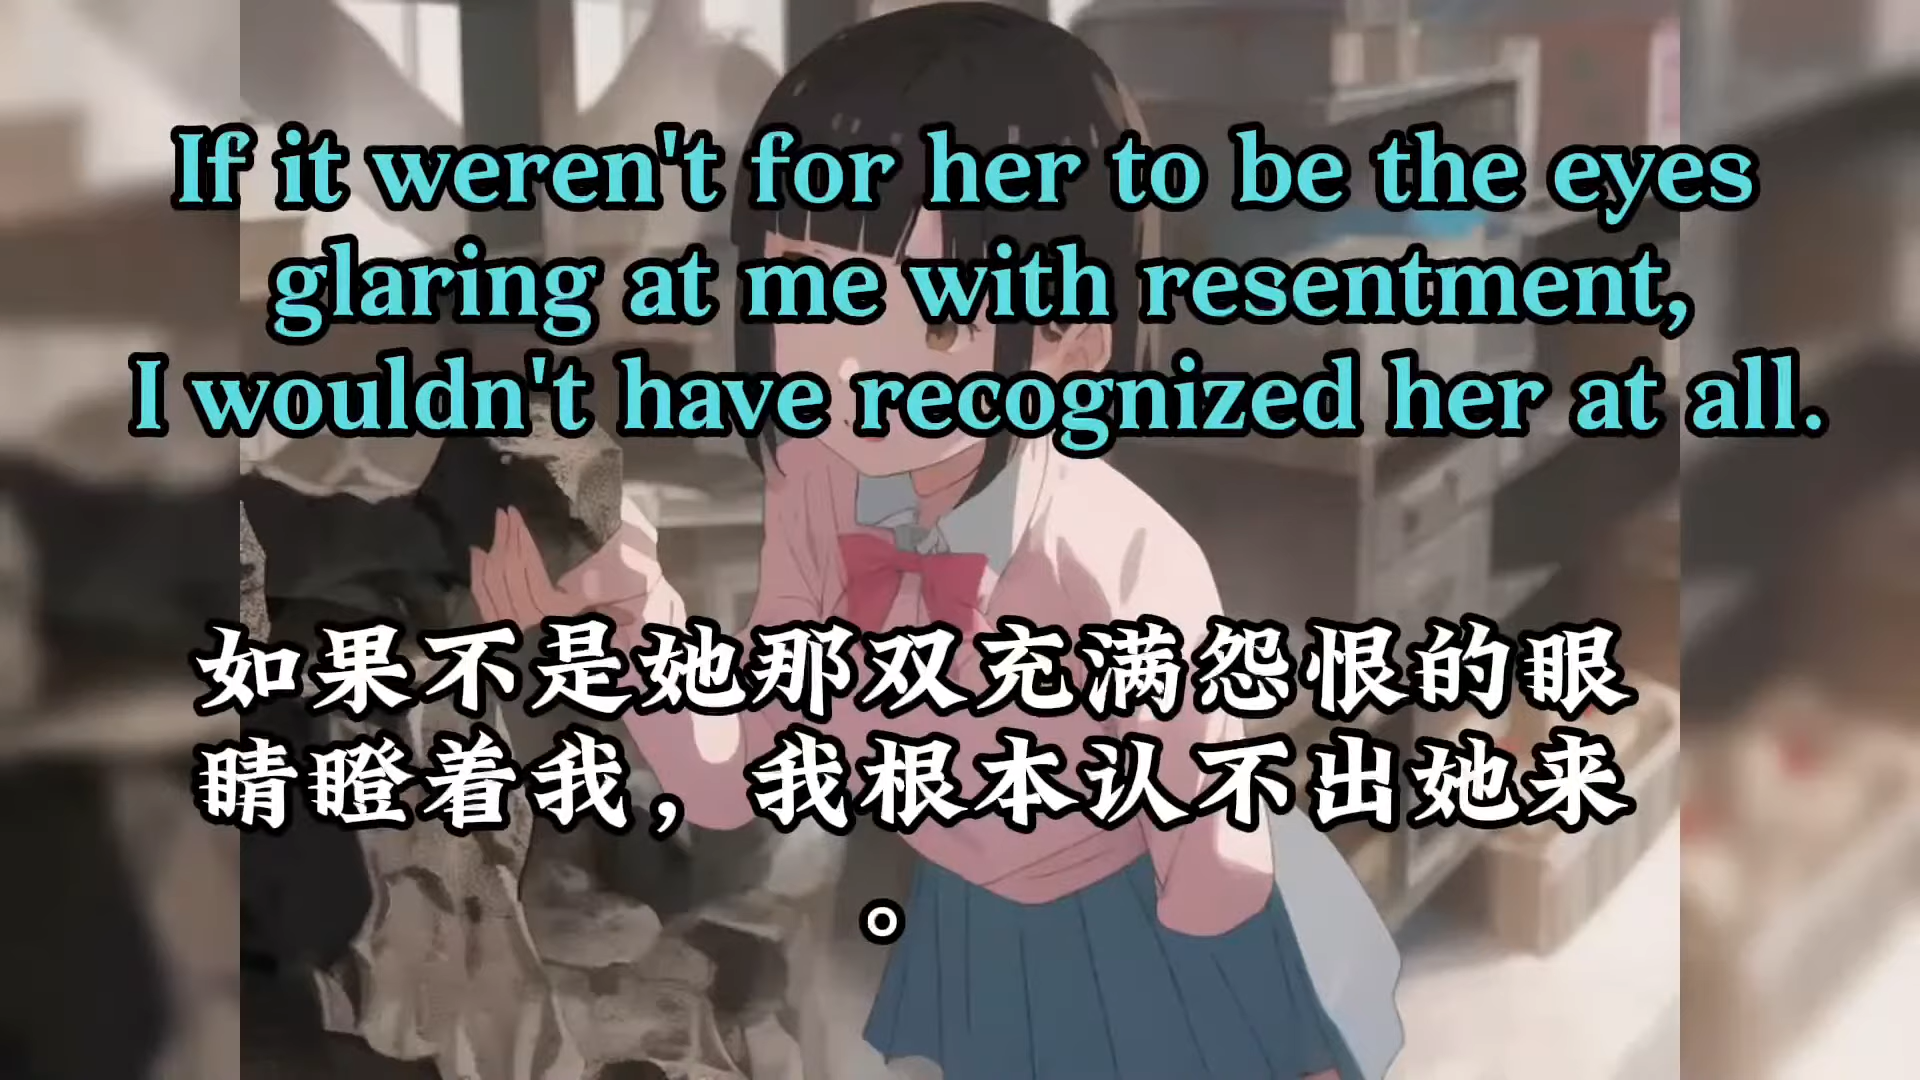 If it weren't for her to be the eyes
glaring at me with resentment,
I wouldn't have recognized her at all.
如果不是她那双充满怨恨的眼
睛瞪着我，我根本认不出她来
。